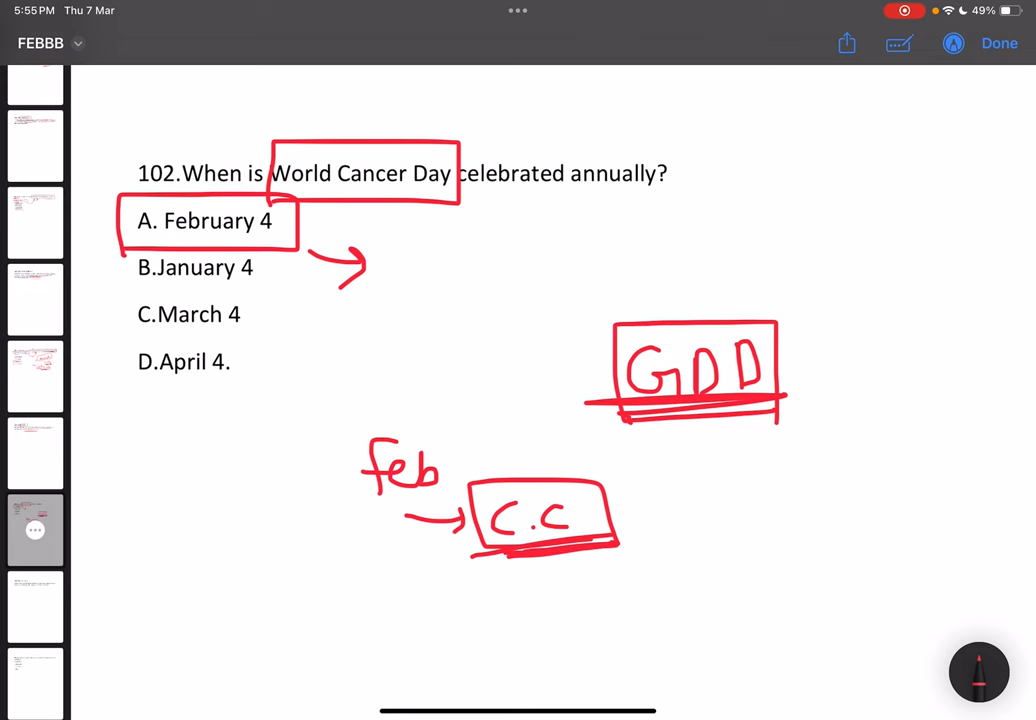 5:55 PM Thu 7 Mar
49%
FEBBB
Done
102.When is World Cancer Day celebrated annually?
A. February 4
B.January 4
C.March 4
D.April 4.
GDD
Feb
C.C